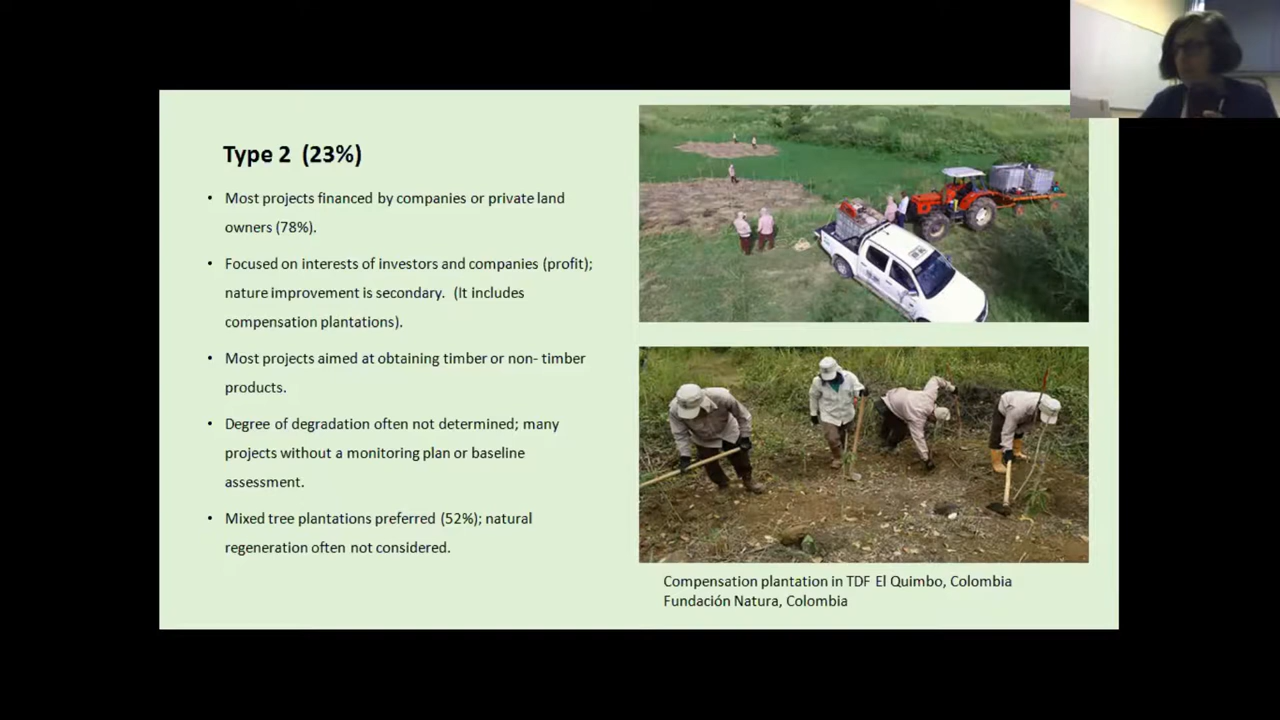 Type 2 (23%)
• Most projects financed by companies or private land
owners (78%).
• Focused on interests of investors and companies (profit);
nature improvement is secondary. (It includes
compensation plantations).
• Most projects aimed at obtaining timber or non- timber
products.
• Degree of degradation often not determined; many
projects without a monitoring plan or baseline
assessment.
• Mixed tree plantations preferred (52%); natural
regeneration often not considered.
Compensation plantation in TDF El Quimbo, Colombia
Fundación Natura, Colombia